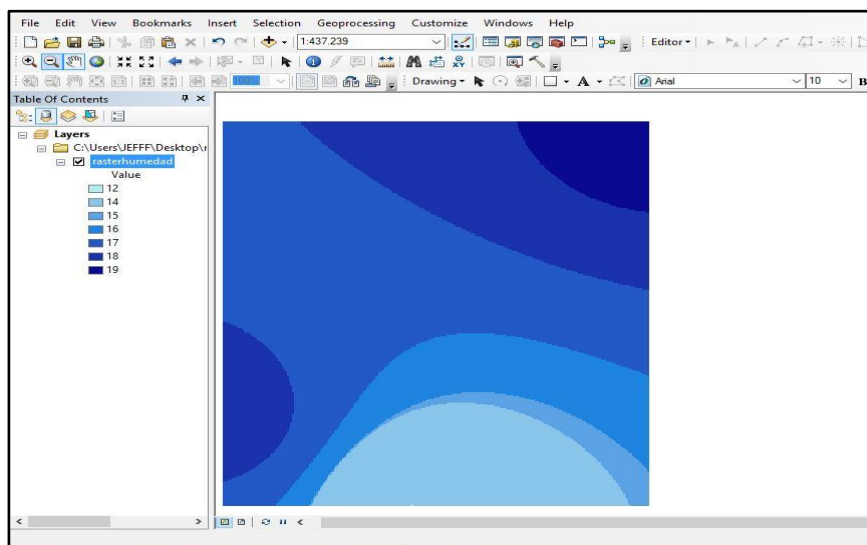 File Edit View Bookmarks Insert Selection Geoprocessing Customize Windows Help
1:437.239 Editor
100% Drawing A Arial 10 B
Table Of Contents
Layers
C:\Users\JEFFF\Desktop\r
rasterhumedad
Value
12
14
15
16
17
18
19